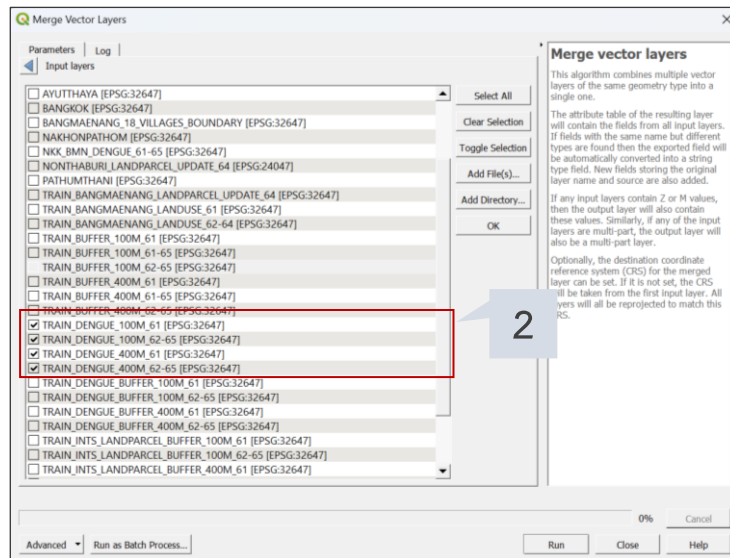 Merge Vector Layers
Parameters
Log
Input layers
AYUTTHAYA [EPSG:32647]
BANGKOK [EPSG:32647]
BANGMAENANG_18_VILLAGES_BOUNDARY [EPSG:32647]
NAKHONPATHOM [EPSG:32647]
NKK_BMN_DENGUE_61-65 [EPSG:32647]
NONTHABURI_LANDPARCEL_UPDATE_64 [EPSG:24047]
PATHUMTHANI [EPSG:32647]
TRAIN_BANGMAENANG_LANDPARCEL_UPDATE_64 [EPSG:32647]
TRAIN_BANGMAENANG_LANDUSE_61 [EPSG:32647]
TRAIN_BANGMAENANG_LANDUSE_62-64 [EPSG:32647]
TRAIN_BUFFER_100M_61 [EPSG:32647]
TRAIN_BUFFER_100M_61-65 [EPSG:32647]
TRAIN_BUFFER_100M_62-65 [EPSG:32647]
TRAIN_BUFFER_400M_61 [EPSG:32647]
TRAIN_BUFFER_400M_61-65 [EPSG:32647]
TRAIN_BUFFER_400M_62-65 [EPSG:32647]
TRAIN_DENGUE_100M_61 [EPSG:32647]
TRAIN_DENGUE_100M_62-65 [EPSG:32647]
TRAIN_DENGUE_400M_61 [EPSG:32647]
TRAIN_DENGUE_400M_62-65 [EPSG:32647]
TRAIN_DENGUE_BUFFER_100M_61 [EPSG:32647]
TRAIN_DENGUE_BUFFER_100M_62-65 [EPSG:32647]
TRAIN_DENGUE_BUFFER_400M_61 [EPSG:32647]
TRAIN_DENGUE_BUFFER_400M_62-65 [EPSG:32647]
TRAIN_INTS_LANDPARCEL_BUFFER_100M_61 [EPSG:32647]
TRAIN_INTS_LANDPARCEL_BUFFER_100M_62-65 [EPSG:32647]
TRAIN_INTS_LANDPARCEL_BUFFER_400M_61 [EPSG:32647]
Select All
Clear Selection
Toggle Selection
Add File(s)...
Add Directory...
OK
2
Merge vector layers
This algorithm combines multiple vector
layers of the same geometry type into a
single one.
The attribute table of the resulting layer
will contain the fields from all input layers.
If fields with the same name but different
types are found then the exported field will
be automatically converted into a string
type field. New fields storing the original
layer name and source are also added.
If any input layers contain Z or M values,
then the output layer will also contain
these values. Similarly, if any of the input
layers are multi-part, the output layer will
also be a multi-part layer.
Optionally, the destination coordinate
reference system (CRS) for the merged
layer can be set. If it is not set, the CRS
will be taken from the first input layer. All
layers will all be reprojected to match this
CRS.
0%
Cancel
Advanced
Run as Batch Process...
Run
Close
Help